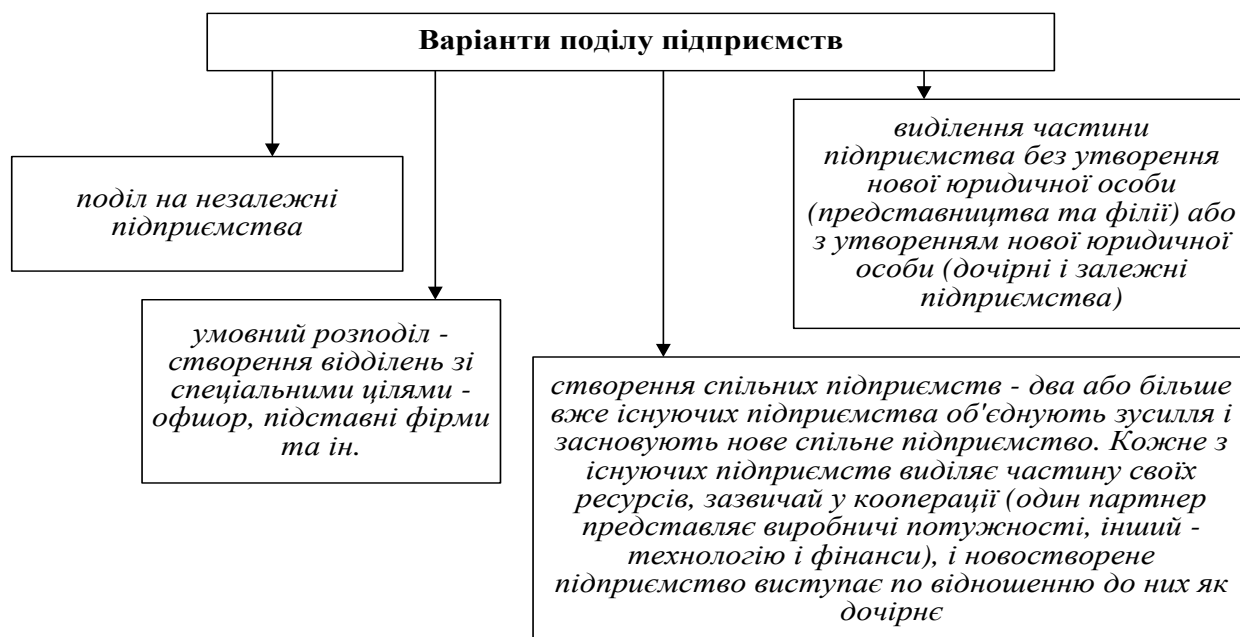 Варіанти поділу підприємств
поділ на незалежні
підприємства
умовний розподіл -
створення відділень зі
спеціальними цілями -
офшор, підставні фірми
та ін.
створення спільних підприємств - два або більше
вже існуючих підприємства об'єднують зусилля і
засновують нове спільне підприємство. Кожне з
існуючих підприємств виділяє частину своїх
ресурсів, зазвичай у кооперації (один партнер
представляє виробничі потужності, інший -
технологію і фінанси), і новостворене
підприємство виступає по відношенню до них як
дочірнє
виділення частини
підприємства без утворення
нової юридичної особи
(представництва та філії) або
з утворенням нової юридичної
особи (дочірні і залежні
підприємства)